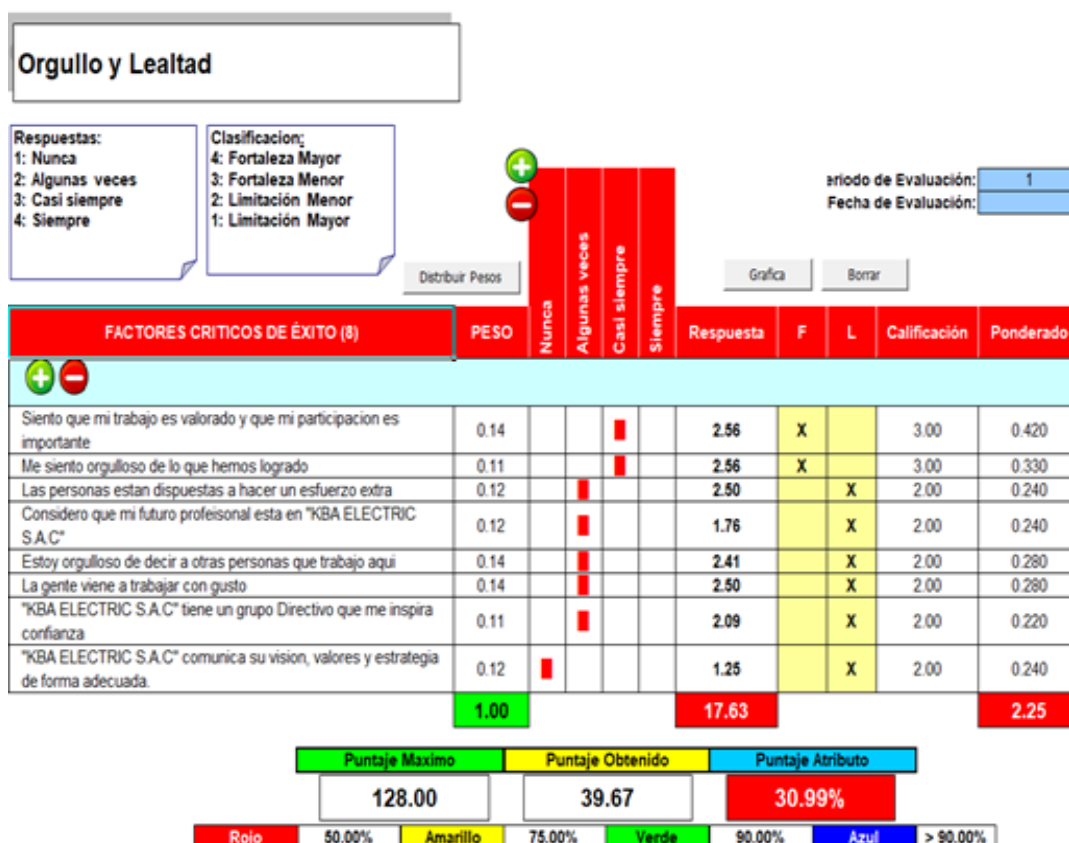 Orgullo y Lealtad
Respuestas:
1: Nunca
2: Algunas veces
3: Casi siempre
4: Siempre
Clasificacion:
4: Fortaleza Mayor
3: Fortaleza Menor
2: Limitación Menor
1: Limitación Mayor
eriodo de Evaluación: 1
Fecha de Evaluación:
Distribuir Pesos
Grafica
Borrar
FACTORES CRITICOS DE ÉXITO (8) PESO Nunca Algunas veces Casi siempre Siempre Respuesta F L Calificación Ponderado
Siento que mi trabajo es valorado y que mi participacion es
importante 0.14 2.56 X 3.00 0.420
Me siento orgulloso de lo que hemos logrado 0.11 2.56 X 3.00 0.330
Las personas estan dispuestas a hacer un esfuerzo extra 0.12 2.50 X 2.00 0.240
Considero que mi futuro profeisonal esta en "KBA ELECTRIC
S.A.C" 0.12 1.76 X 2.00 0.240
Estoy orgulloso de decir a otras personas que trabajo aqui 0.14 2.41 X 2.00 0.280
La gente viene a trabajar con gusto 0.14 2.50 X 2.00 0.280
"KBA ELECTRIC S.A.C" tiene un grupo Directivo que me inspira
confianza 0.11 2.09 X 2.00 0.220
"KBA ELECTRIC S.A.C" comunica su vision, valores y estrategia
de forma adecuada. 0.12 1.25 X 2.00 0.240
1.00 17.63 2.25
Puntaje Maximo Puntaje Obtenido Puntaje Atributo
128.00 39.67 30.99%
Rojo 50.00% Amarillo 75.00% Verde 90.00% Azul > 90.00%